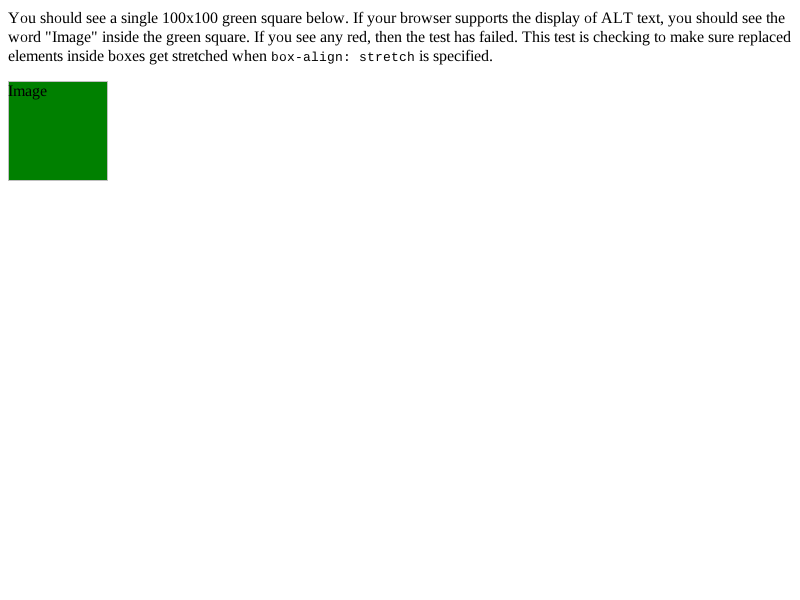 You should see a single 100x100 green square below. If your browser supports the display of ALT text, you should see the
word "Image" inside the green square. If you see any red, then the test has failed. This test is checking to make sure replaced
elements inside boxes get stretched when box-align: stretch is specified.
Image